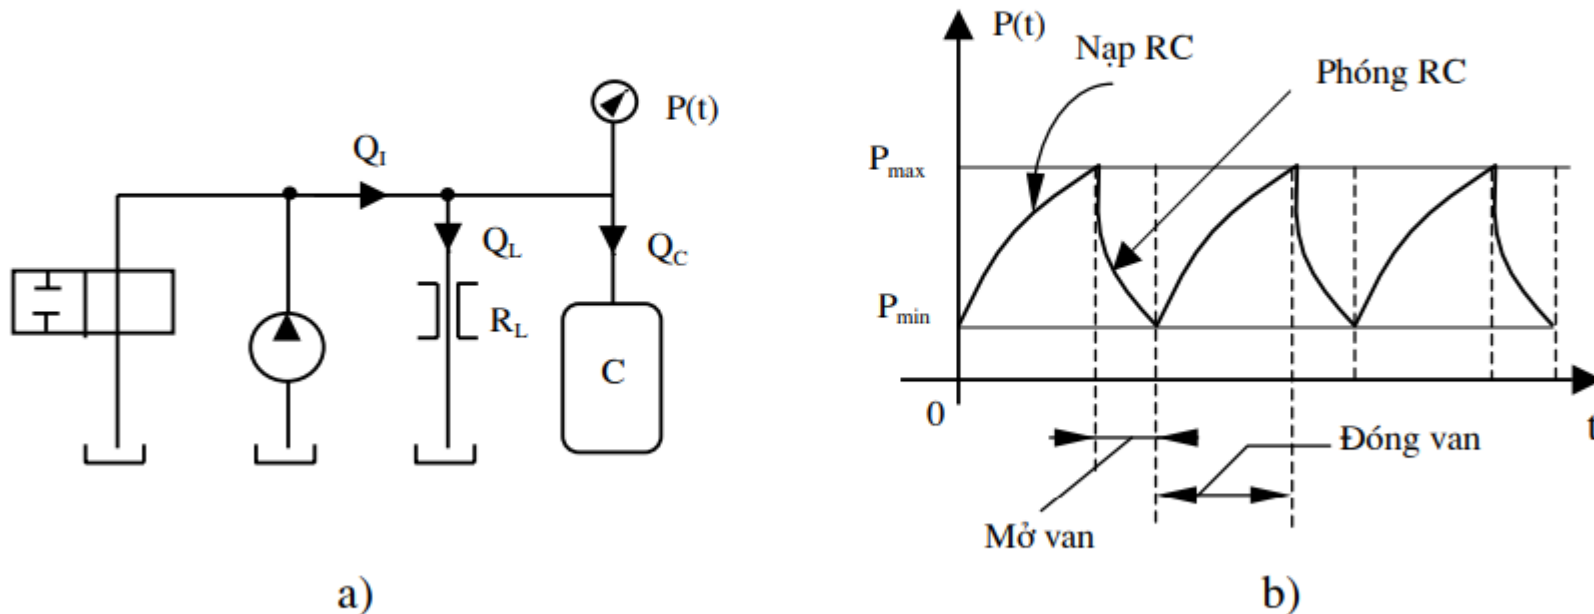 P(t)
Q_I
Q_L
Q_C
R_L
C
a)
P(t)
Nạp RC
Phóng RC
P_max
P_min
0
t
Đóng van
Mở van
b)